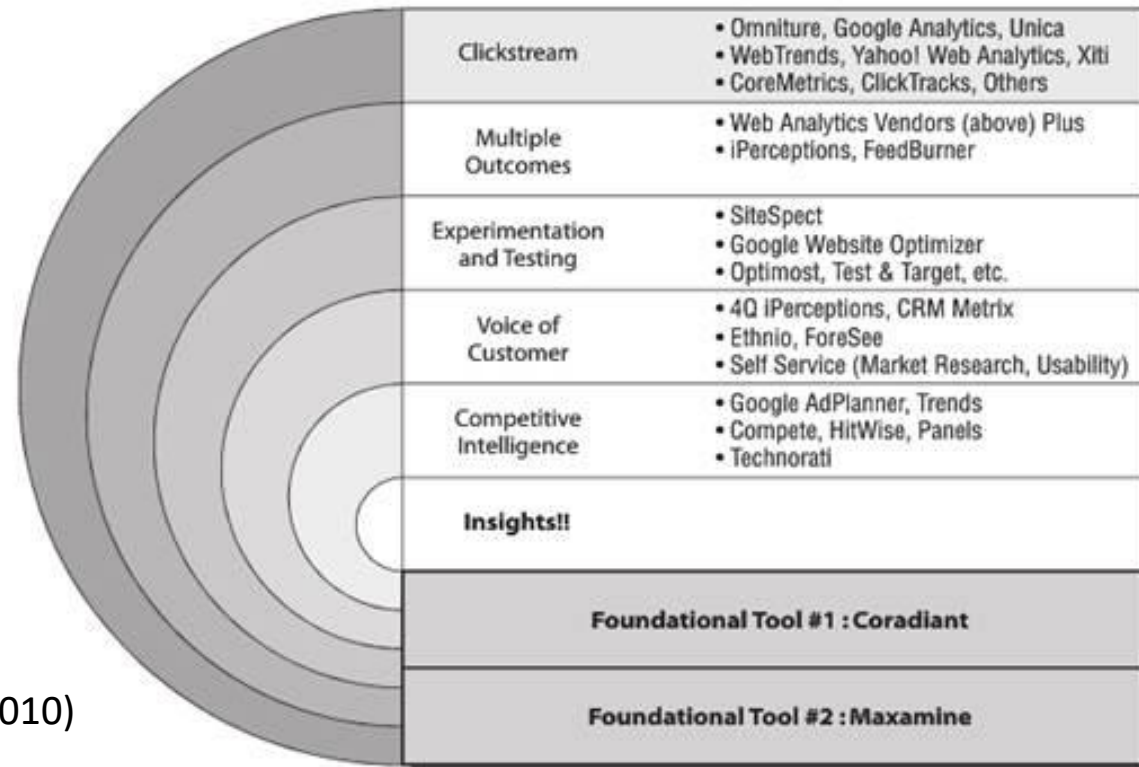 Clickstream
• Omniture, Google Analytics, Unica
• WebTrends, Yahoo! Web Analytics, Xiti
• CoreMetrics, ClickTracks, Others
Multiple
Outcomes
• Web Analytics Vendors (above) Plus
• iPerceptions, FeedBurner
Experimentation
and Testing
• SiteSpect
• Google Website Optimizer
• Optimost, Test & Target, etc.
Voice of
Customer
• 4Q iPerceptions, CRM Metrix
• Ethnio, ForeSee
• Self Service (Market Research, Usability)
Competitive
Intelligence
• Google AdPlanner, Trends
• Compete, HitWise, Panels
• Technorati
Insights!!
Foundational Tool #1 : Coradiant
Foundational Tool #2 : Maxamine
010)